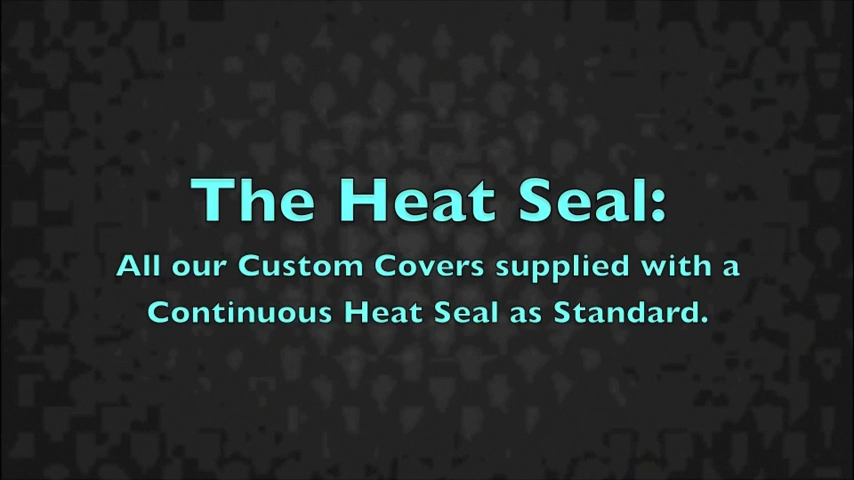 The Heat Seal:
All our Custom Covers supplied with a
Continuous Heat Seal as Standard.